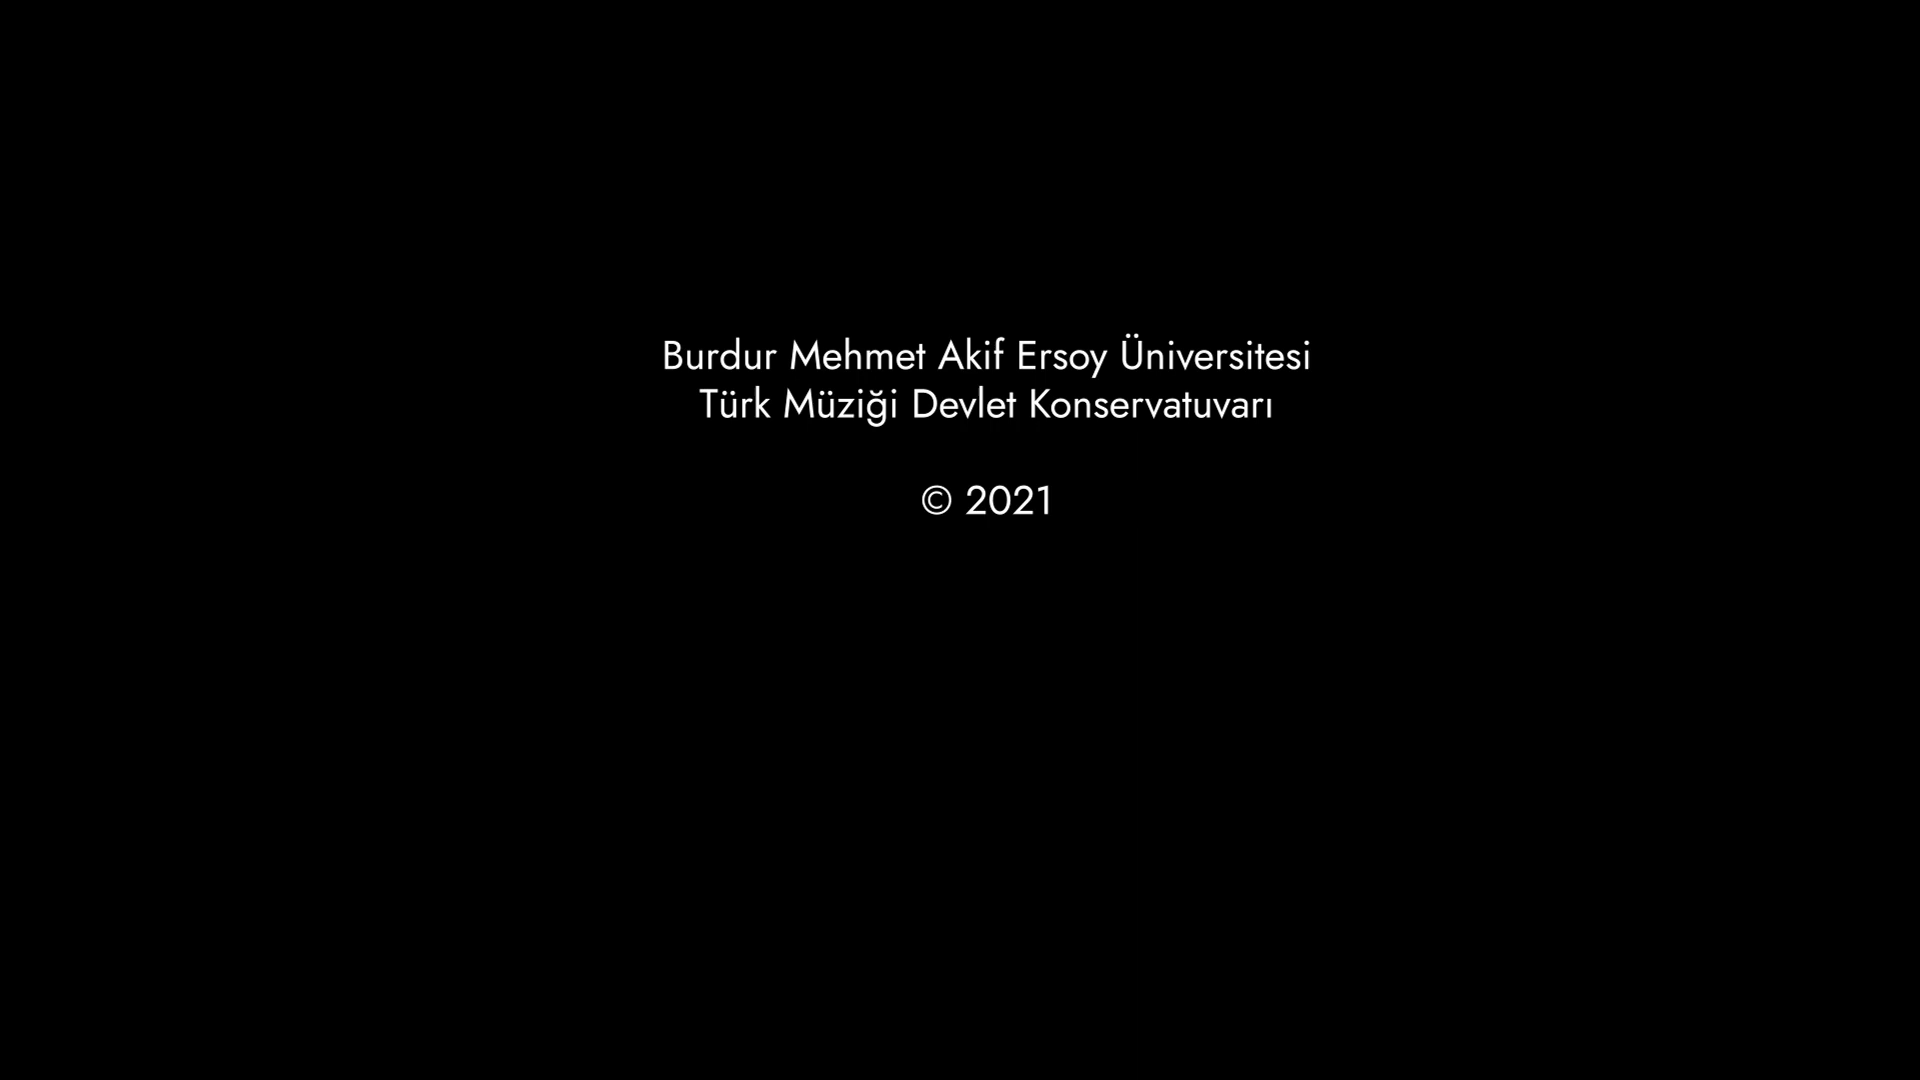 Burdur Mehmet Akif Ersoy Üniversitesi
Türk Müziği Devlet Konservatuvarı
© 2021